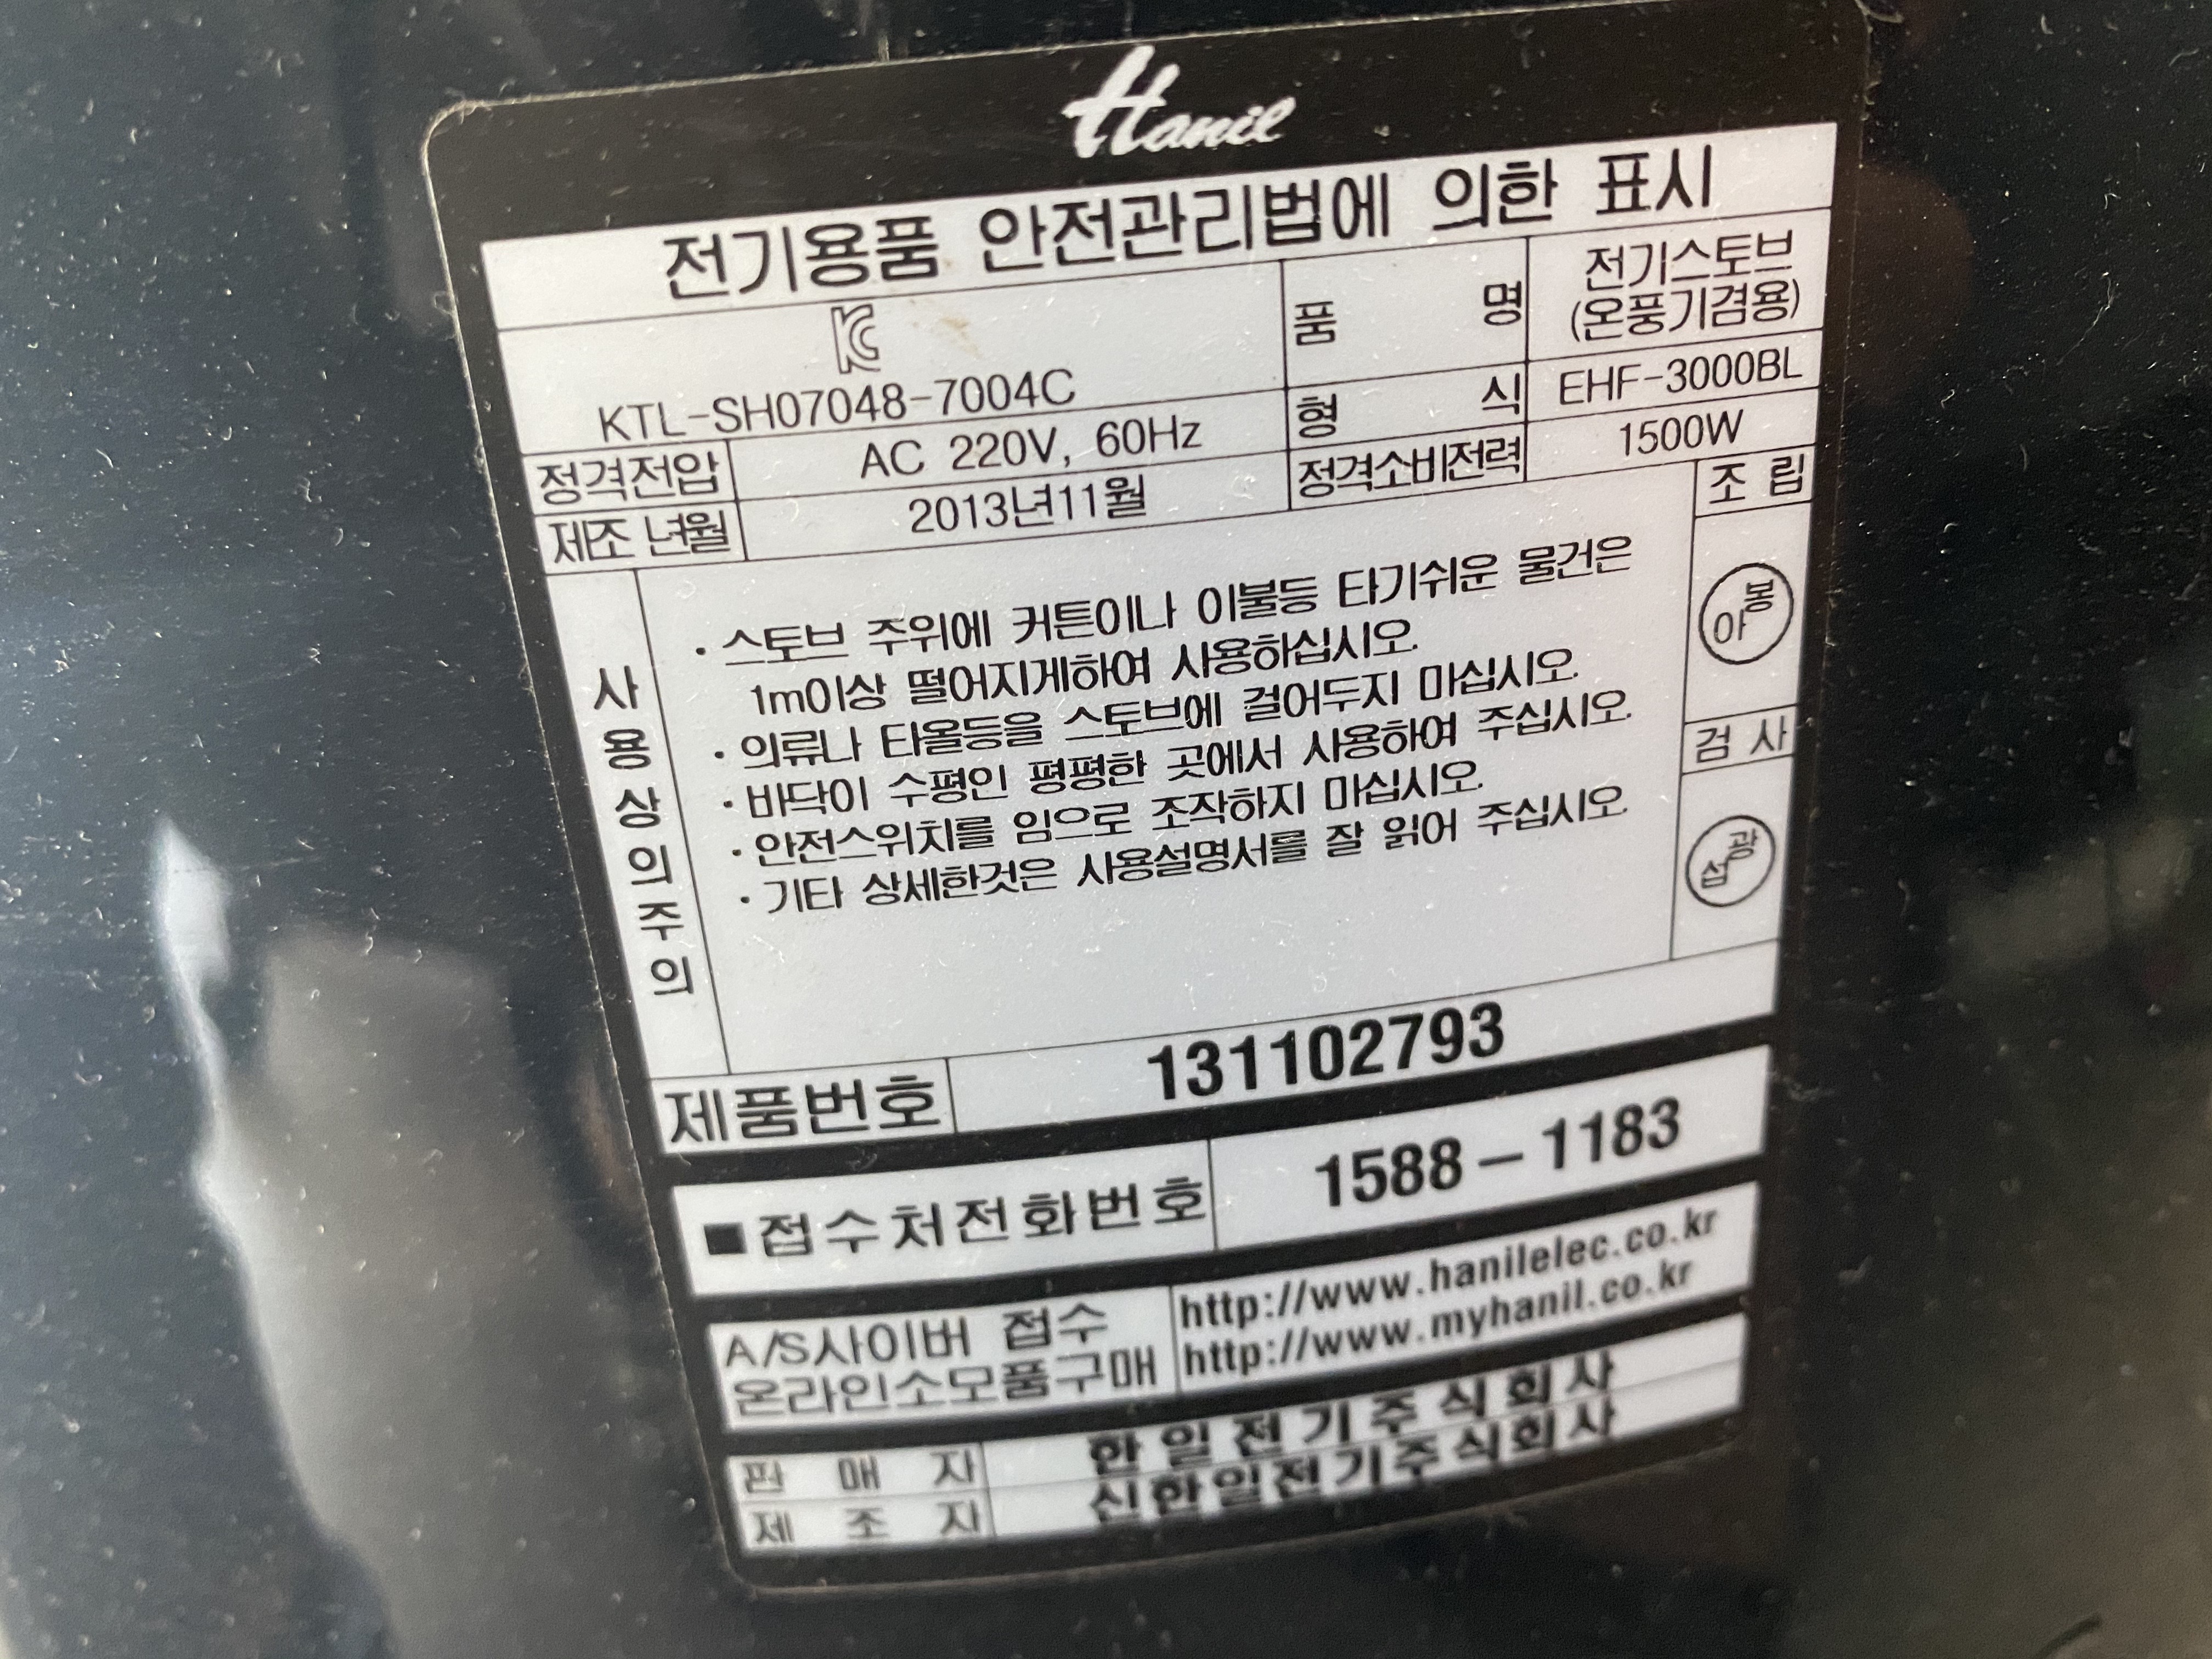 Hanil
전기용품 안전관리법에 의한 표시
KC
KTL-SH07048-7004C
품 명
전기스토브
(온풍기겸용)
형 식
EHF-3000BL
정격전압
AC 220V, 60Hz
정격소비전력
1500W
제조 년월
2013년11월
조 립
봉아
검 사
광섭
사용상의주의
· 스토브 주위에 커튼이나 이불등 타기쉬운 물건은
1m이상 떨어지게하여 사용하십시오.
· 의류나 타올등을 스토브에 걸어두지 마십시오.
· 바닥이 수평인 평평한 곳에서 사용하여 주십시오.
· 안전스위치를 임으로 조작하지 마십시오.
· 기타 상세한것은 사용설명서를 잘 읽어 주십시오.
제품번호
131102793
■접수처전화번호
1588-1183
A/S사이버 접수
http://www.hanilelec.co.kr
온라인소모품구매
http://www.myhanil.co.kr
판 매 자
한일전기주식회사
제 조 자
신한일전기주식회사